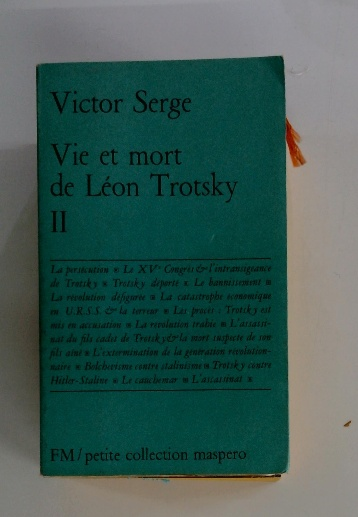 Victor Serge
Vie et mort
de Léon Trotsky
II
La persécution ¤ Le XVe Congrès & l'intransigeance
de Trotsky ¤ Trotsky déporté ¤ Le bannissement ¤
La révolution défigurée ¤ La catastrophe économique
en U.R.S.S. & la terreur ¤ Les procès : Trotsky est
mis en accusation ¤ La révolution trahie ¤ L'assassi-
nat du fils cadet de Trotsky & la mort suspecte de son
fils aîné ¤ L'extermination de la génération révolution-
naire ¤ Bolchevisme contre stalinisme ¤ Trotsky contre
Hitler-Staline ¤ Le cauchemar ¤ L'assassinat ¤
FM/petite collection maspero